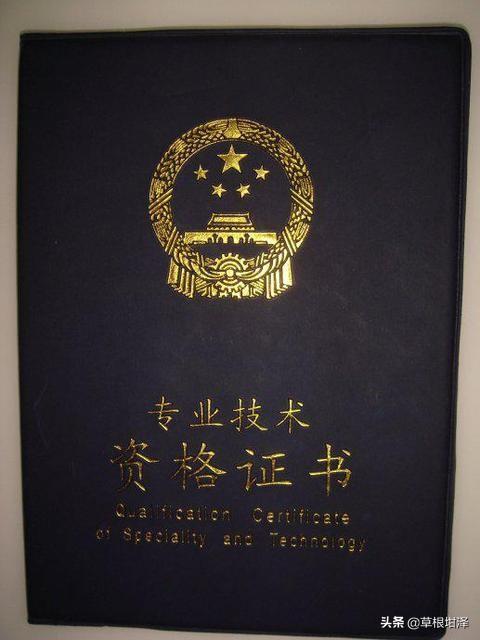 专业技术
资格证书
Qualification Certificate
of Speciality and Technology
头条 @草根坩泽